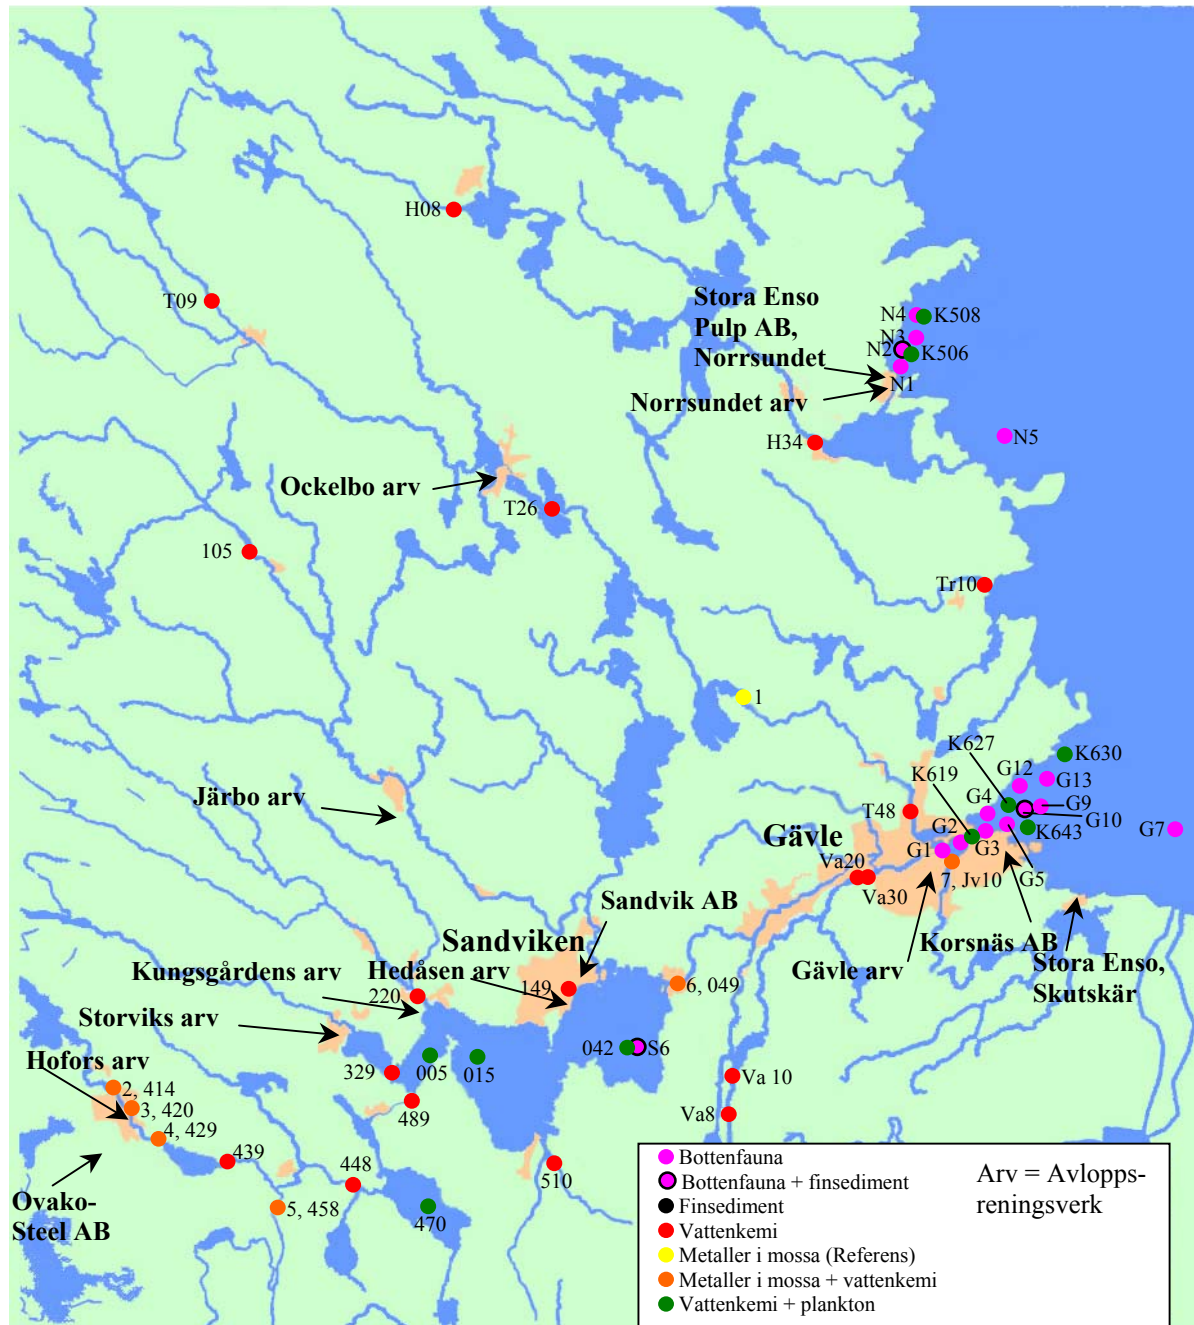 H08
T09
Stora Enso
Pulp AB,
Norrsundet
N4
K508
N3
N2
K506
N1
Norrsundet arv
N5
H34
Ockelbo arv
T26
105
Tr10
1
K627
K630
K619
G12
G13
Järbo arv
G4
G9
T48
G10
Gävle
G2
K643
G7
G1
G3
Va20
7, Jv10
G5
Va30
Sandvik AB
Korsnäs AB
Sandviken
Gävle arv
Stora Enso,
Skutskär
Kungsgårdens arv
Hedåsen arv
149
6, 049
220
Storviks arv
042
S6
Hofors arv
005
015
329
Va 10
2, 414
489
3, 420
Va8
4, 429
439
448
510
Ovako-
Steel AB
5, 458
470
Bottenfauna
Bottenfauna + finsediment
Finsediment
Vattenkemi
Metaller i mossa (Referens)
Metaller i mossa + vattenkemi
Vattenkemi + plankton
Arv = Avlopps-
reningsverk